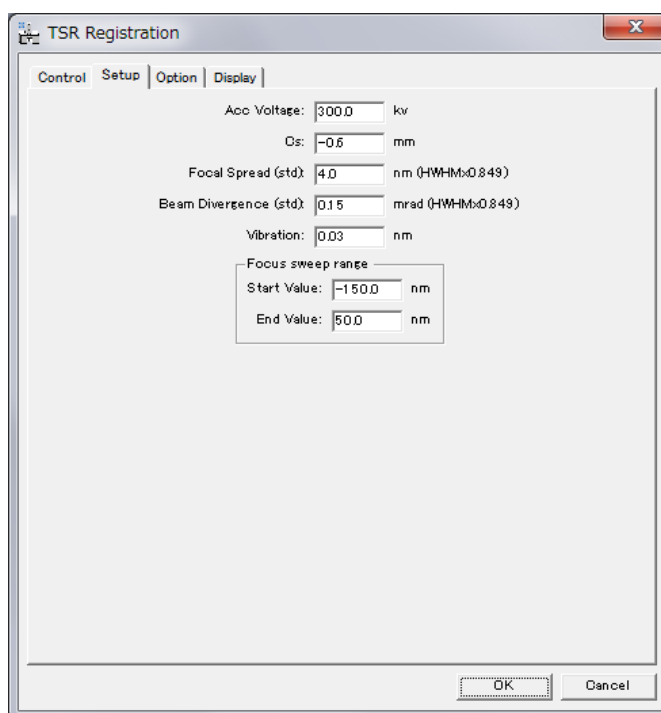 TSR Registration
Control Setup Option Display
Acc Voltage: 300.0 kv
Cs: -0.6 mm
Focal Spread (std): 4.0 nm (HWHMx0.849)
Beam Divergence (std): 0.15 mrad (HWHMx0.849)
Vibration: 0.03 nm
Focus sweep range
Start Value: -150.0 nm
End Value: 50.0 nm
OK Cancel